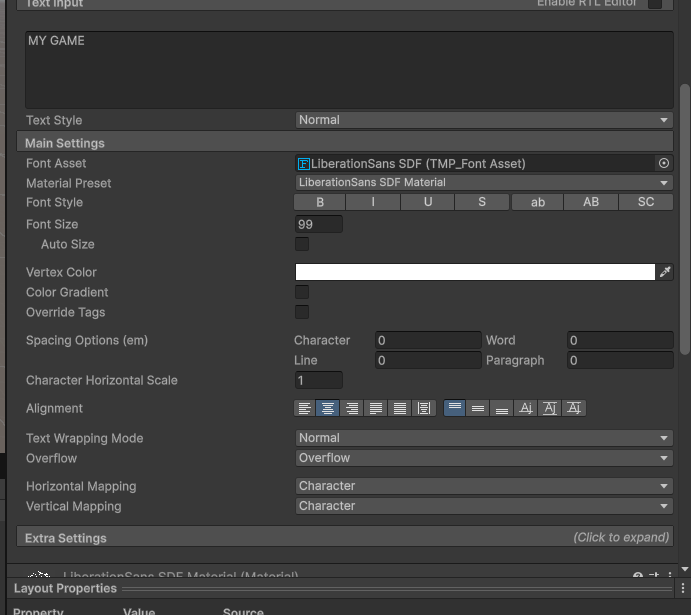 Text Input Enable RTL Editor
MY GAME
Text Style Normal
Main Settings
Font Asset LiberationSans SDF (TMP_Font Asset)
Material Preset LiberationSans SDF Material
Font Style B I U S ab AB SC
Font Size 99
Auto Size
Vertex Color
Color Gradient
Override Tags
Spacing Options (em) Character 0 Word 0
Line 0 Paragraph 0
Character Horizontal Scale 1
Alignment
Text Wrapping Mode Normal
Overflow Overflow
Horizontal Mapping Character
Vertical Mapping Character
Extra Settings (Click to expand)
LiberationSans SDF Material (Material)
Layout Properties
Property Value Source